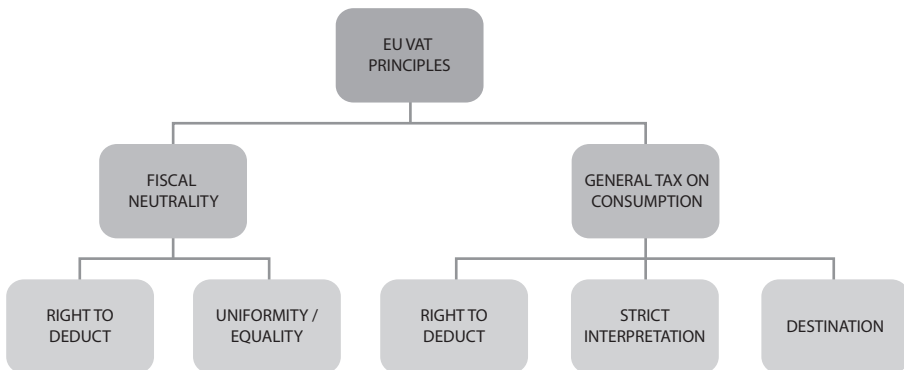 EU VAT
PRINCIPLES
FISCAL
NEUTRALITY
GENERAL TAX ON
CONSUMPTION
RIGHT TO
DEDUCT
UNIFORMITY /
EQUALITY
RIGHT TO
DEDUCT
STRICT
INTERPRETATION
DESTINATION